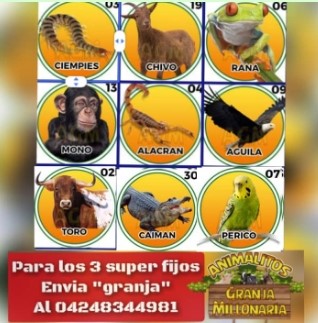 03
19
06
CIEMPIES
CHIVO
RANA
13
04
09
MONO
ALACRAN
AGUILA
02
30
07
TORO
CAIMAN
PERICO
Para los 3 super fijos
Envia "granja"
Al 04248344981
ANIMALITOS
GRANJA
MILLONARIA